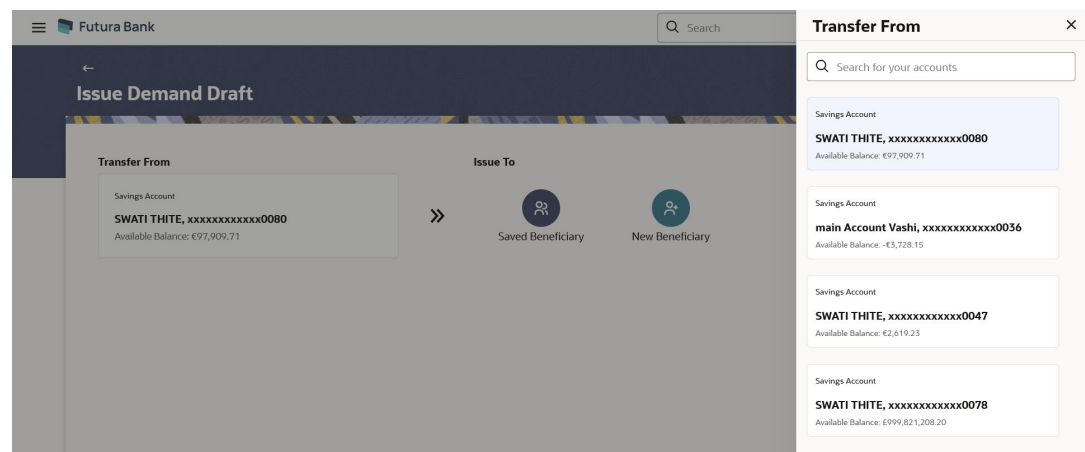 Futura Bank
Search
Issue Demand Draft
Transfer From
Savings Account
SWATI THITE, xxxxxxxxxxxx0080
Available Balance: €97,909.71
Issue To
Saved Beneficiary
New Beneficiary
Transfer From
Search for your accounts
Savings Account
SWATI THITE, xxxxxxxxxxxx0080
Available Balance: €97,909.71
Savings Account
main Account Vashi, xxxxxxxxxxxx0036
Available Balance: -€3,728.15
Savings Account
SWATI THITE, xxxxxxxxxxxx0047
Available Balance: €2,619.23
Savings Account
SWATI THITE, xxxxxxxxxxxx0078
Available Balance: £999,821,208.20